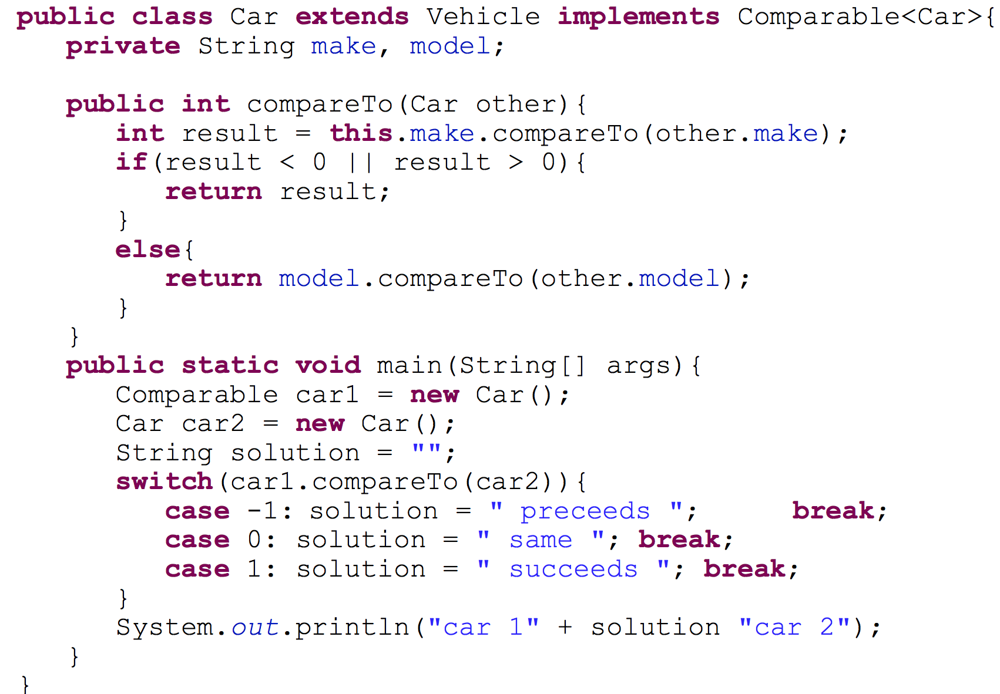 public class Car extends Vehicle implements Comparable<Car>{
   private String make, model;

   public int compareTo(Car other){
      int result = this.make.compareTo(other.make);
      if(result < 0 || result > 0){
         return result;
      }
      else{
         return model.compareTo(other.model);
      }
   }
   public static void main(String[] args){
      Comparable car1 = new Car();
      Car car2 = new Car();
      String solution = "";
      switch(car1.compareTo(car2)){
         case -1: solution = " preceeds ";      break;
         case 0: solution = " same "; break;
         case 1: solution = " succeeds "; break;
      }
      System.out.println("car 1" + solution "car 2");
   }
}